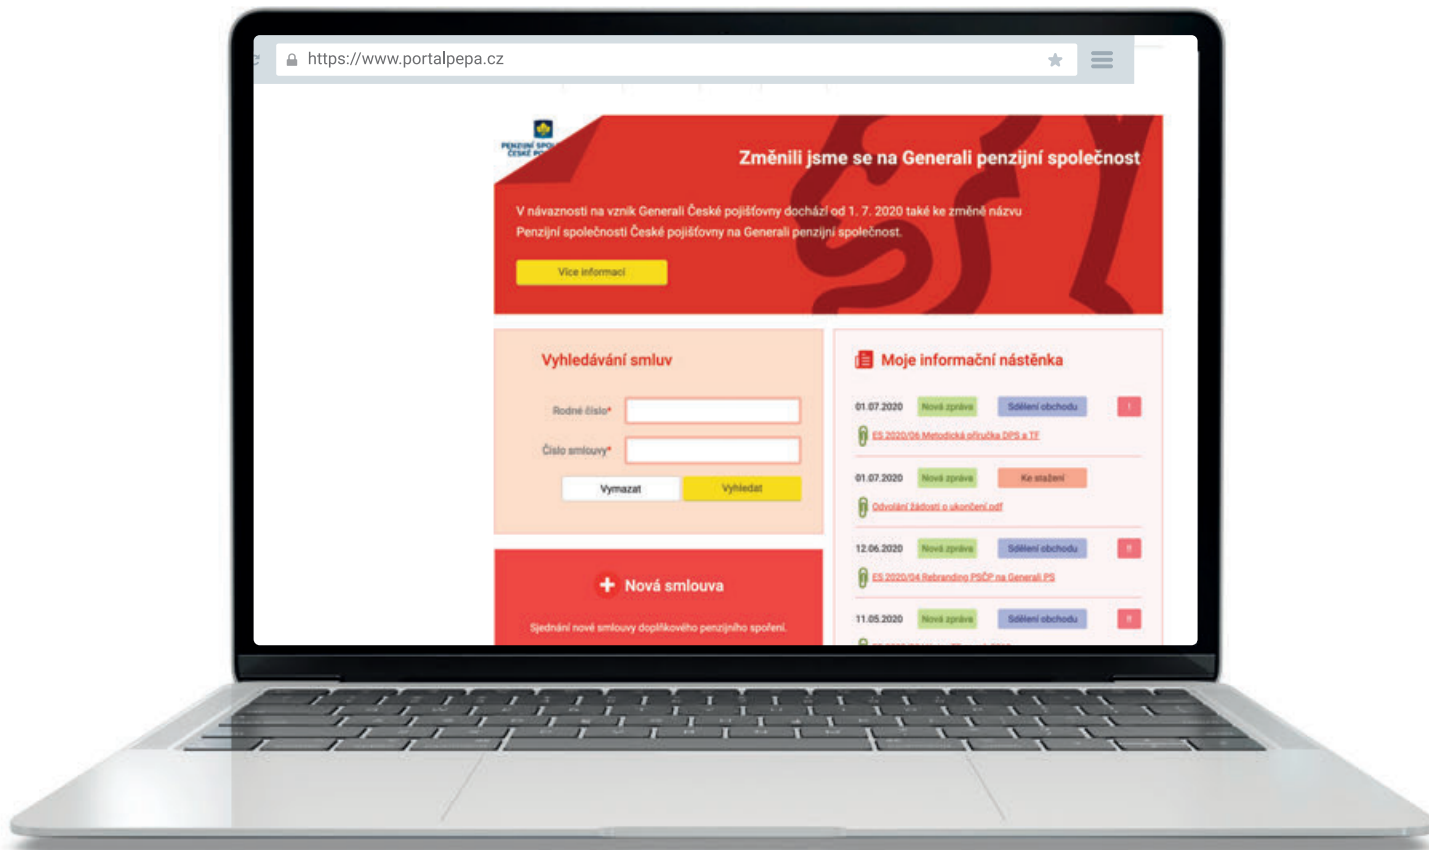 https://www.portalpepa.cz
PENZIJNÍ SPOL
ČESKÉ PO
Změnili jsme se na Generali penzijní společnost
V návaznosti na vznik Generali České pojišťovny dochází od 1. 7. 2020 také ke změně názvu
Penzijní společnosti České pojišťovny na Generali penzijní společnost.
Více informací
Vyhledávání smluv
Rodné číslo*
Číslo smlouvy*
Vymazat
Vyhledat
Nová smlouva
Sjednání nové smlouvy doplňkového penzijního spoření.
Moje informační nástěnka
01.07.2020 Nová zpráva Sdělení obchodu !
ES 2020/06 Metodická příručka DPS a TF
01.07.2020 Nová zpráva Ke stažení
Odvolání žádosti o ukončení.pdf
12.06.2020 Nová zpráva Sdělení obchodu !!
ES 2020/04 Rebranding PSČP na Generali PS
11.05.2020 Nová zpráva Sdělení obchodu !!